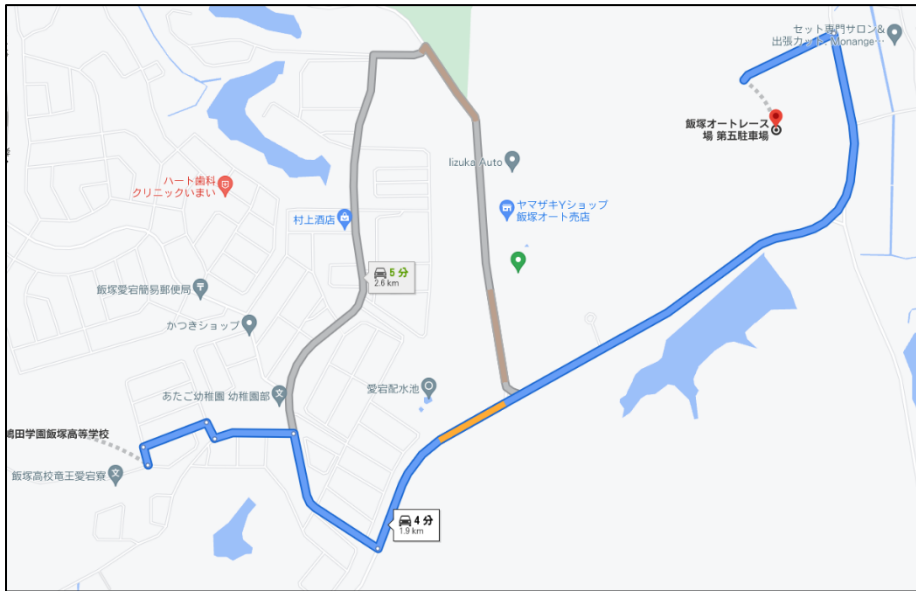 セット専門サロン&
出張カット, Monange…
飯塚オートレース
場 第五駐車場
Iizuka Auto
ハート歯科
クリニックいまい
ヤマザキYショップ
飯塚オート売店
村上酒店
5 分
2.6 km
飯塚愛宕簡易郵便局
かつきショップ
あたご幼稚園 幼稚園部
愛宕配水池
嶋田学園飯塚高等学校
飯塚高校竜王愛宕寮
4 分
1.9 km